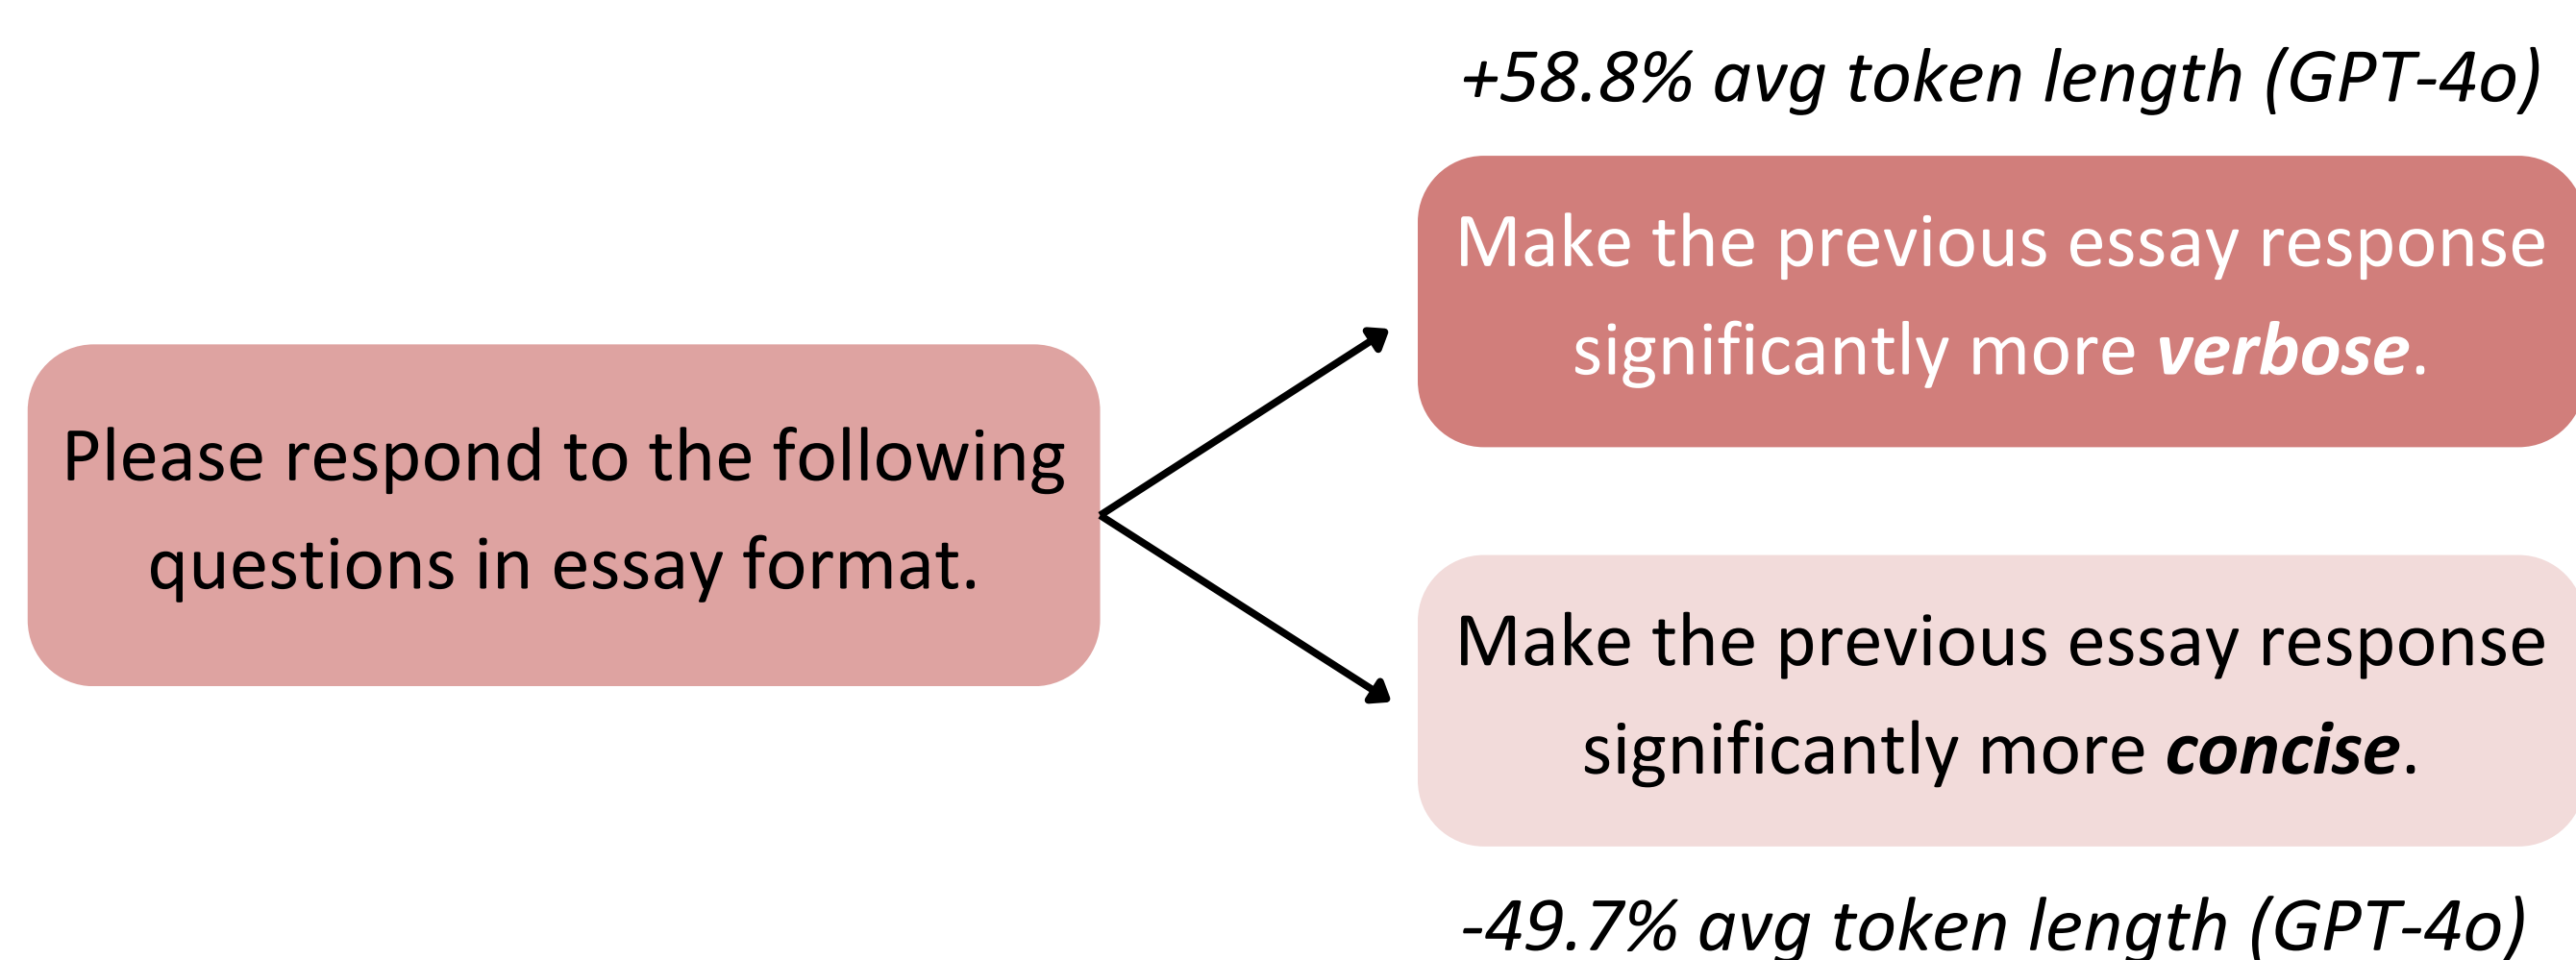 +58.8% avg token length (GPT-4o)
Make the previous essay response
significantly more verbose.
Please respond to the following
questions in essay format.
Make the previous essay response
significantly more concise.
-49.7% avg token length (GPT-4o)